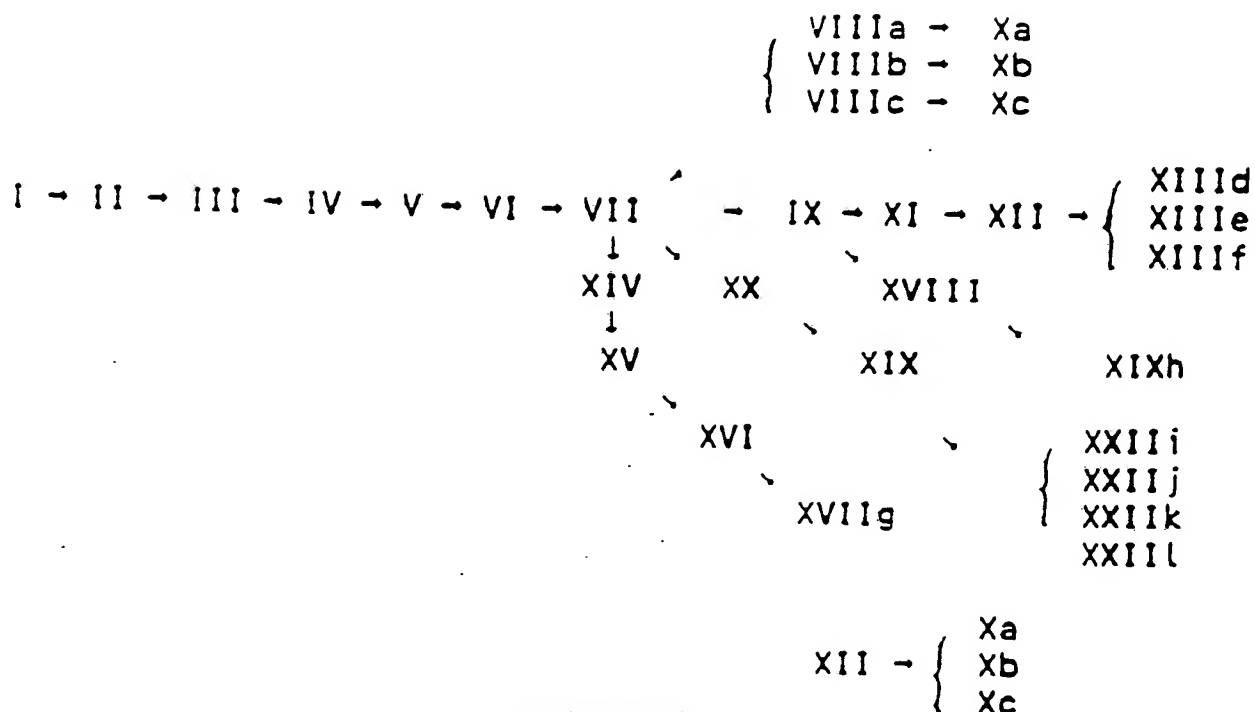 VIIIa → Xa
{ VIIIb → Xb
VIIIc → Xc
I → II → III → IV → V → VI → VII → IX → XI → XII → { XIIId
XIIIe
XIIIf
↓ ↘ ↘
XIV XX XVIII
↓ ↘ ↘
XV XIX XIXh
↘
XVI ↘ { XXIIi
XXIIj
XXIIk
XXIIl
↘
XVIIg
XII → { Xa
Xb
Xc